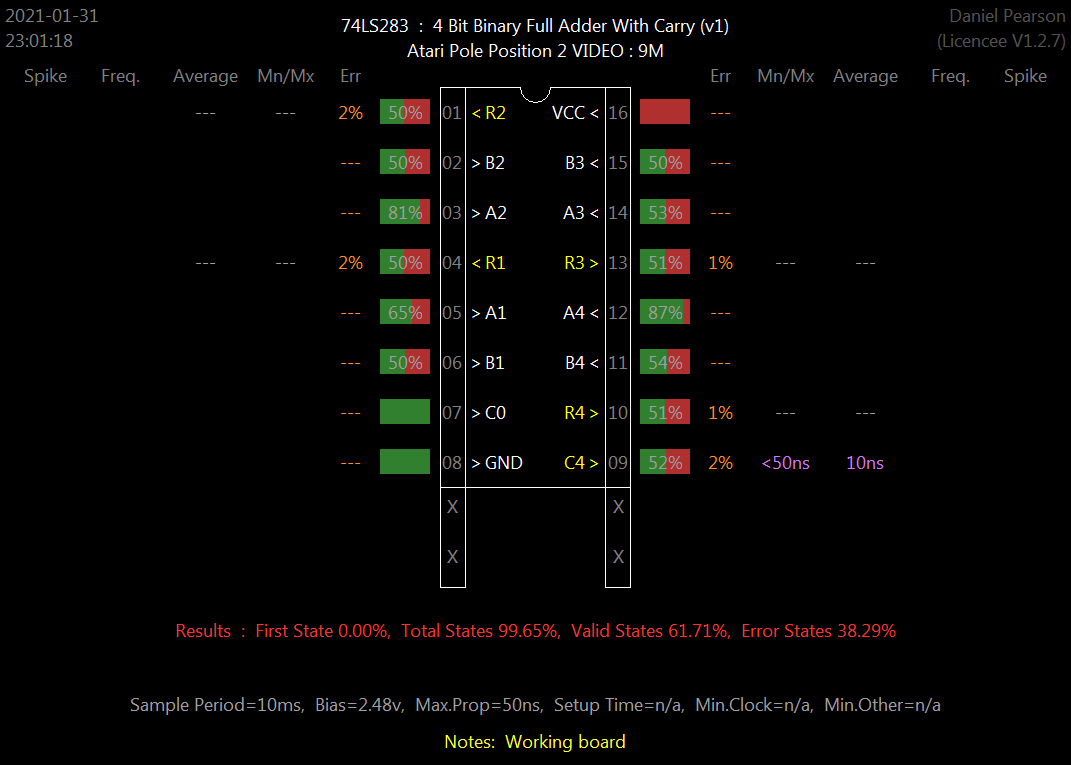 2021-01-31
23:01:18
74LS283 : 4 Bit Binary Full Adder With Carry (v1)
Atari Pole Position 2 VIDEO : 9M
Daniel Pearson
(Licencee V1.2.7)
Spike Freq. Average Mn/Mx Err Err Mn/Mx Average Freq. Spike
--- --- 2% 50% 01 < R2 VCC < 16 ---
--- 50% 02 > B2 B3 < 15 50% ---
--- 81% 03 > A2 A3 < 14 53% ---
--- --- 2% 50% 04 < R1 R3 > 13 51% 1% --- ---
--- 65% 05 > A1 A4 < 12 87% ---
--- 50% 06 > B1 B4 < 11 54% ---
--- 07 > C0 R4 > 10 51% 1% --- ---
--- 08 > GND C4 > 09 52% 2% <50ns 10ns
X X
X X
Results : First State 0.00%, Total States 99.65%, Valid States 61.71%, Error States 38.29%
Sample Period=10ms, Bias=2.48v, Max.Prop=50ns, Setup Time=n/a, Min.Clock=n/a, Min.Other=n/a
Notes: Working board